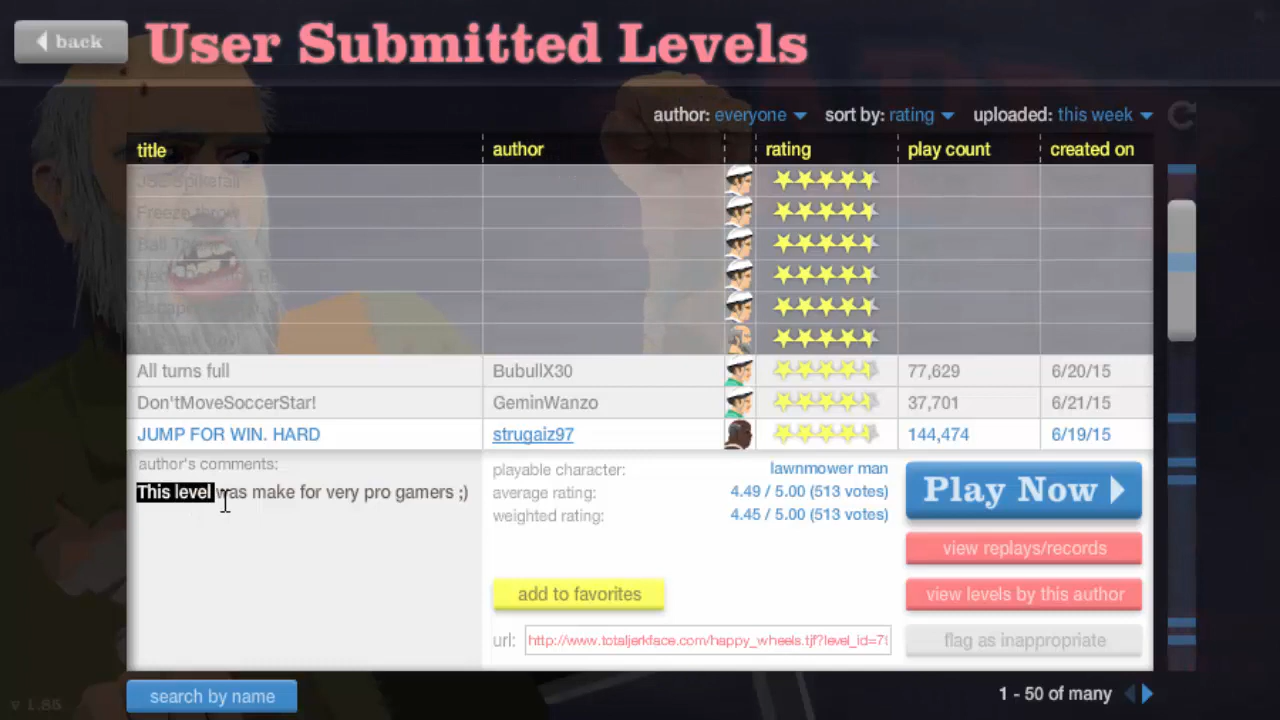 back
User Submitted Levels
author: everyone sort by: rating uploaded: this week
title author rating play count created on
Freeze throw
All turns full BubullX30 77,629 6/20/15
Don'tMoveSoccerStar! GeminWanzo 37,701 6/21/15
JUMP FOR WIN. HARD strugaiz97 144,474 6/19/15
author's comments:
This level was make for very pro gamers ;)
playable character: lawnmower man
average rating: 4.49 / 5.00 (513 votes)
weighted rating: 4.45 / 5.00 (513 votes)
Play Now
view replays/records
add to favorites
view levels by this author
url: http://www.totaljerkface.com/happy_wheels.tjf?level_id=7
flag as inappropriate
search by name
1 - 50 of many
v 1.85